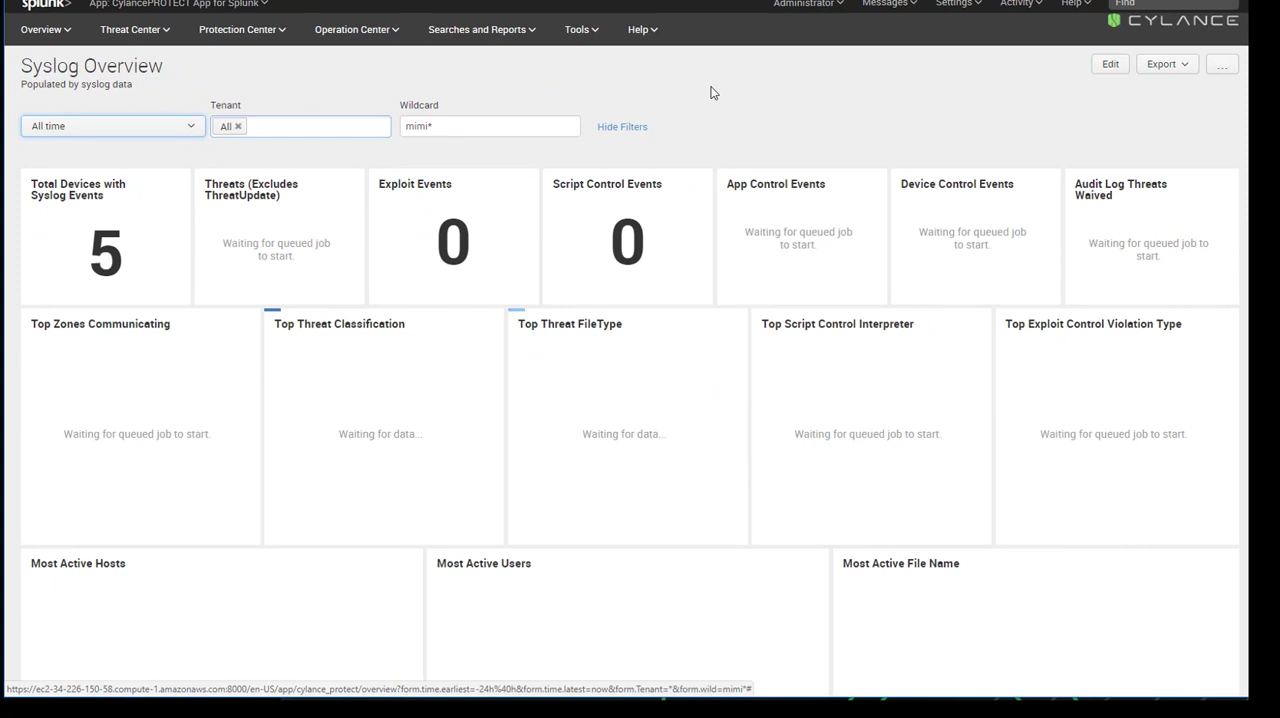 splunk> App: CylancePROTECT App for Splunk Administrator Messages Settings Activity Help Find
Overview Threat Center Protection Center Operation Center Searches and Reports Tools Help CYLANCE
Syslog Overview
Populated by syslog data
Edit Export ...
Tenant Wildcard
All time All mimi* Hide Filters
Total Devices with
Syslog Events
5
Threats (Excludes
ThreatUpdate)
Waiting for queued job
to start.
Exploit Events
0
Script Control Events
0
App Control Events
Waiting for queued job
to start.
Device Control Events
Waiting for queued job
to start.
Audit Log Threats
Waived
Waiting for queued job to
start.
Top Zones Communicating
Waiting for queued job to start.
Top Threat Classification
Waiting for data...
Top Threat FileType
Waiting for data...
Top Script Control Interpreter
Waiting for queued job to start.
Top Exploit Control Violation Type
Waiting for queued job to start.
Most Active Hosts
Most Active Users
Most Active File Name
https://ec2-34-226-150-58.compute-1.amazonaws.com:8000/en-US/app/cylance_protect/overview?form.time.earliest=-24h%40h&form.time.latest=now&form.Tenant=*&form.wild=mimi*#